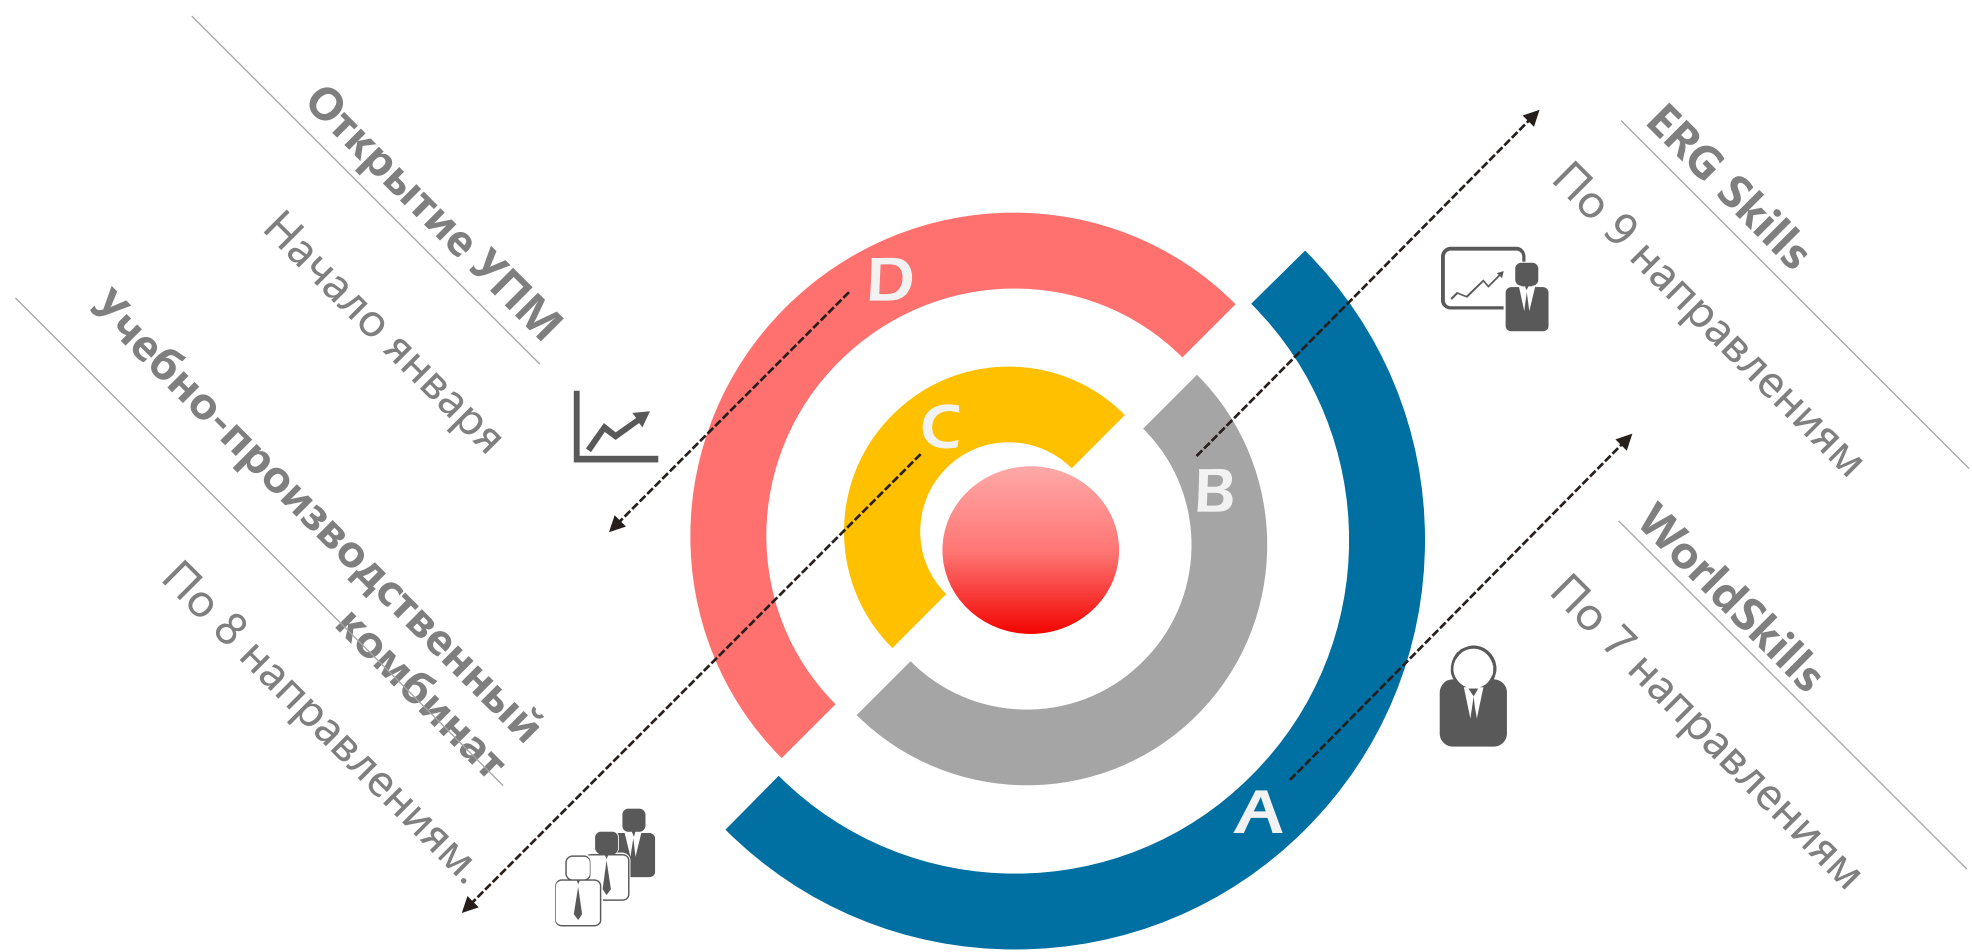 Открытие УПМ
Начало января
Учебно-производственный
комбинат
По 8 направлениям.
D
C
B
A
ERG Skills
По 9 направлениям
WorldSkills
По 7 направлениям